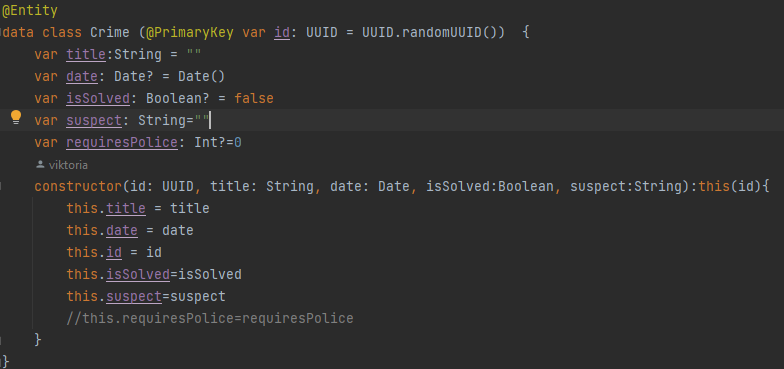 @Entity
data class Crime (@PrimaryKey var id: UUID = UUID.randomUUID())  {
    var title:String = ""
    var date: Date? = Date()
    var isSolved: Boolean? = false
    var suspect: String=""
    var requiresPolice: Int?=0
    viktoria
    constructor(id: UUID, title: String, date: Date, isSolved:Boolean, suspect:String):this(id){
        this.title = title
        this.date = date
        this.id = id
        this.isSolved=isSolved
        this.suspect=suspect
        //this.requiresPolice=requiresPolice
    }
}